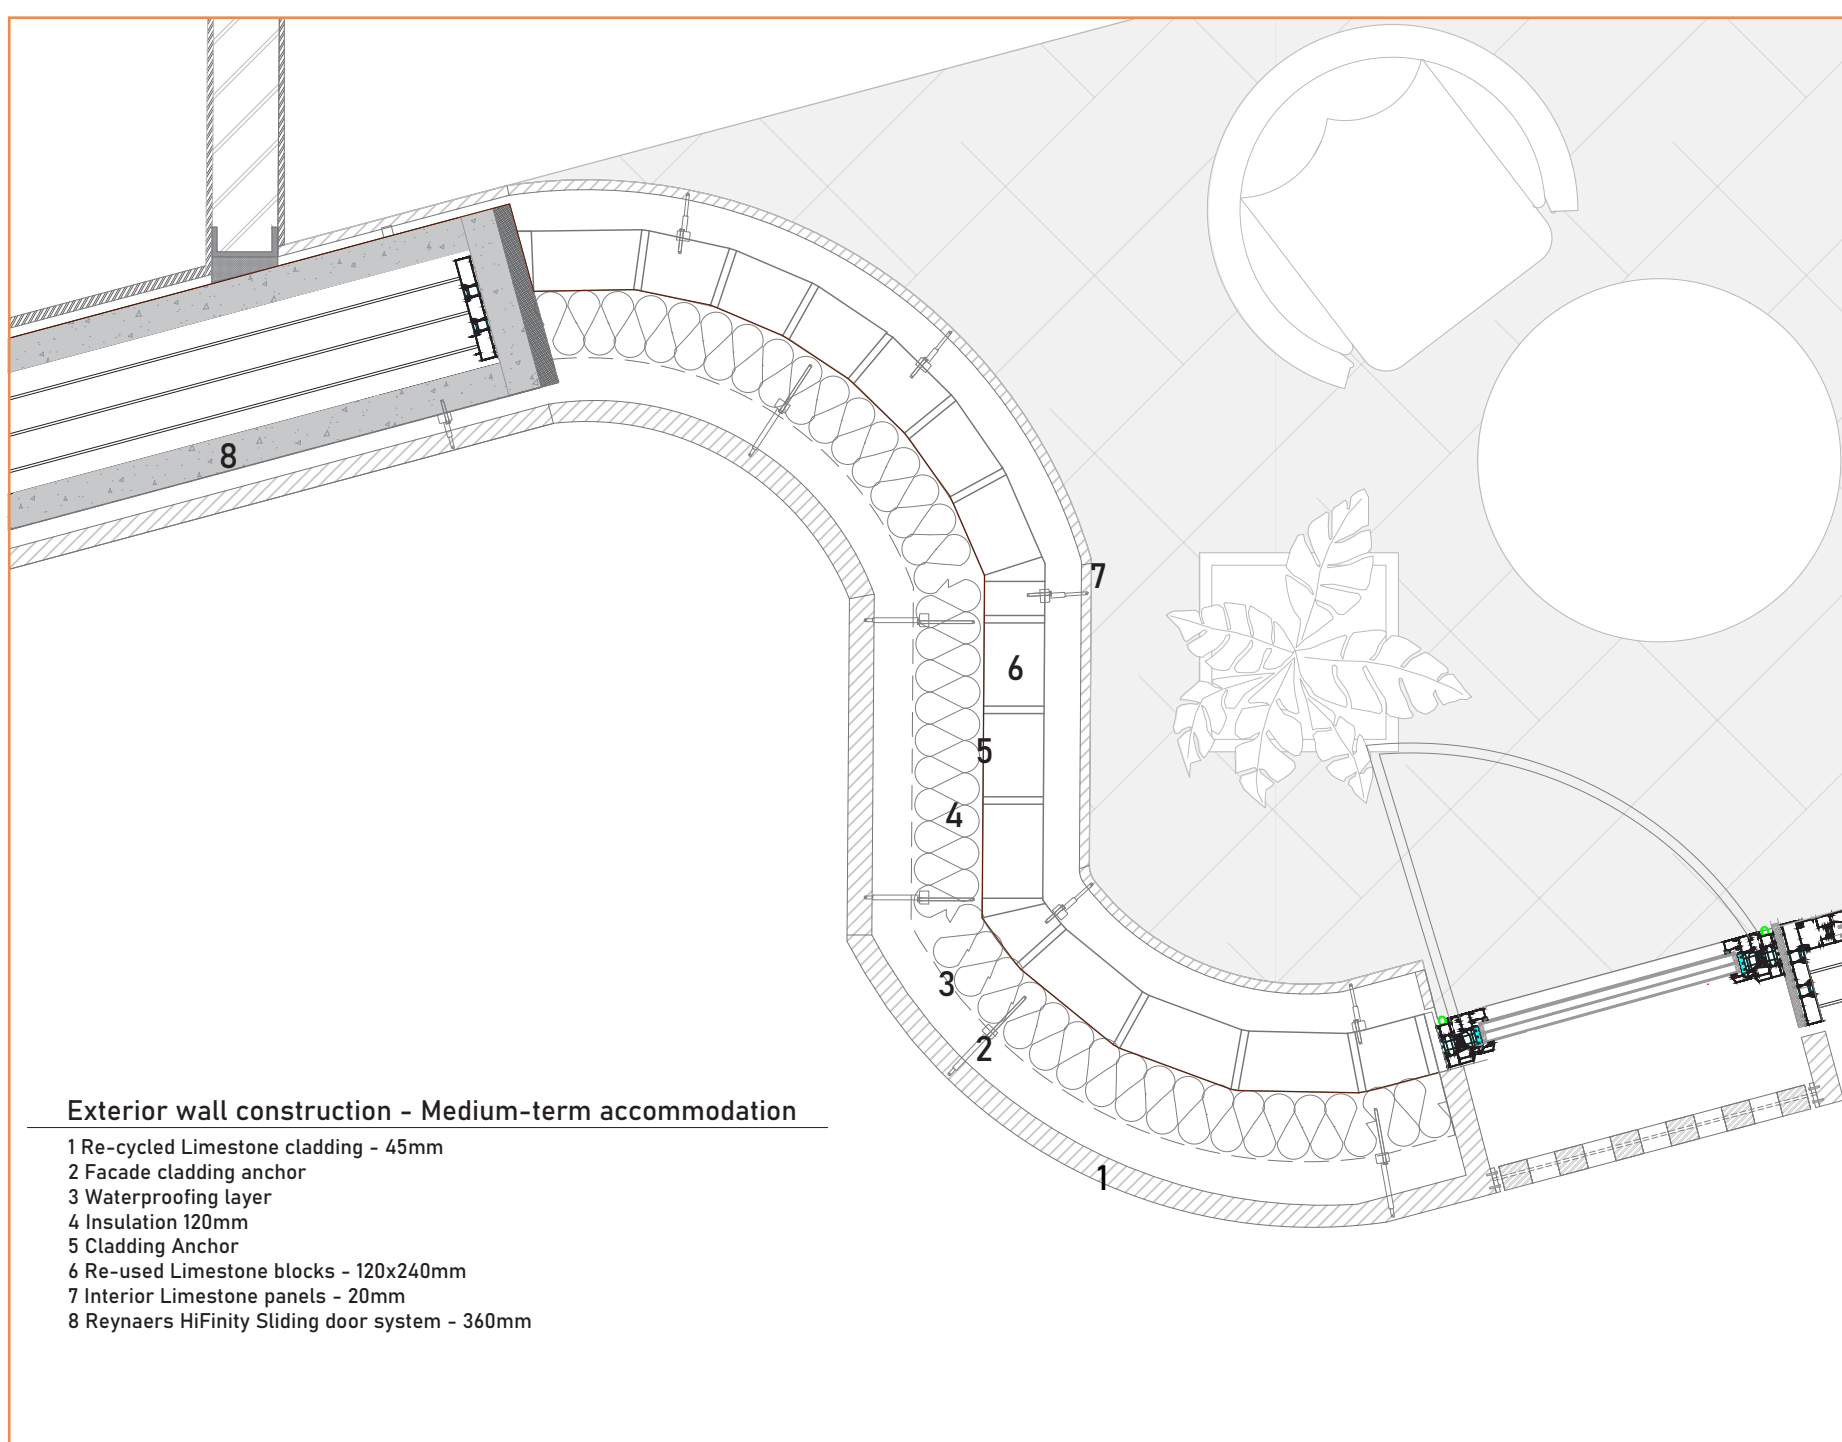 8
7
6
5
4
3
2
1
Exterior wall construction - Medium-term accommodation
1 Re-cycled Limestone cladding - 45mm
2 Facade cladding anchor
3 Waterproofing layer
4 Insulation 120mm
5 Cladding Anchor
6 Re-used Limestone blocks - 120x240mm
7 Interior Limestone panels - 20mm
8 Reynaers HiFinity Sliding door system - 360mm